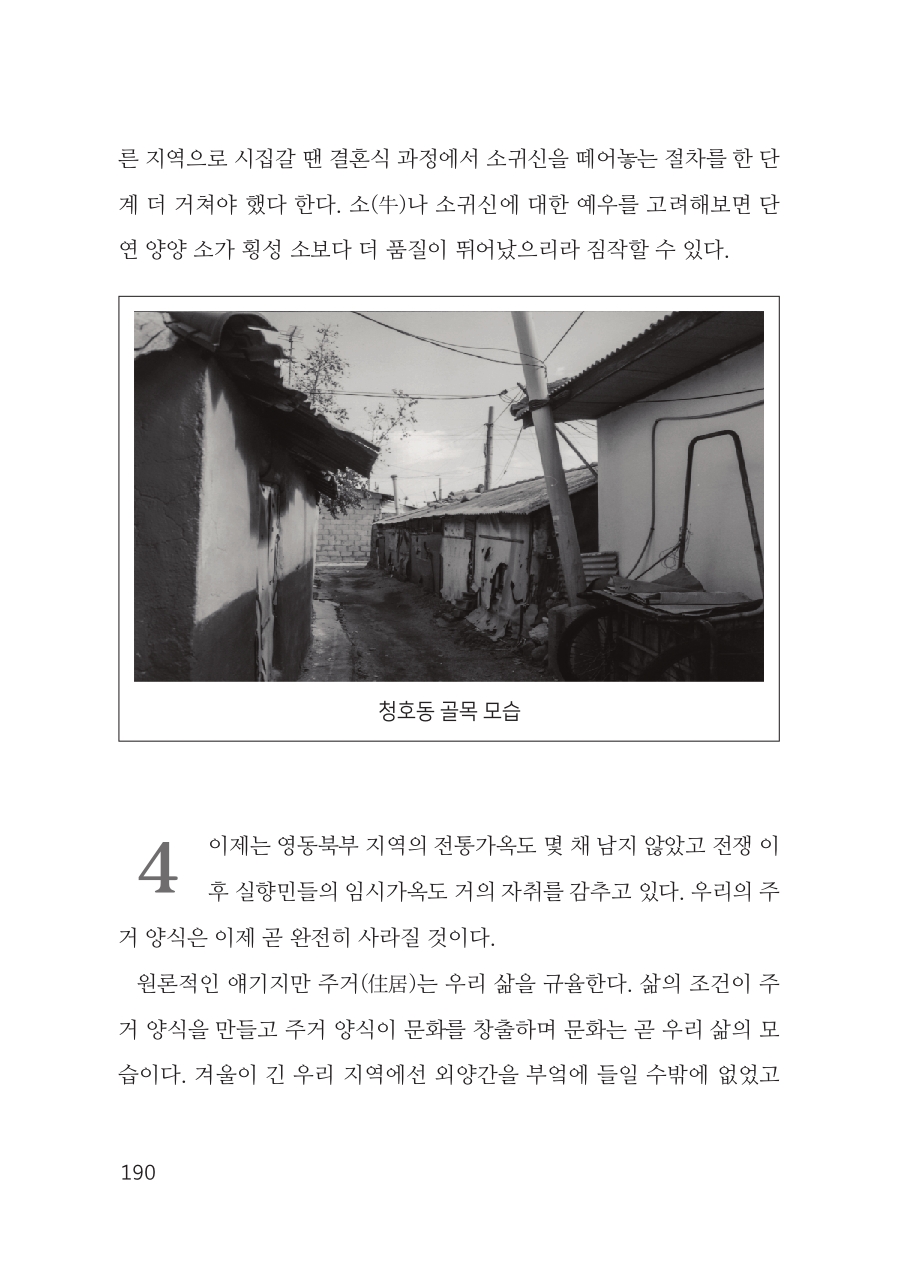 른 지역으로 시집갈 땐 결혼식 과정에서 소귀신을 떼어놓는 절차를 한 단
계 더 거쳐야 했다 한다. 소(牛)나 소귀신에 대한 예우를 고려해보면 단
연 양양 소가 횡성 소보다 더 품질이 뛰어났으리라 짐작할 수 있다.
청호동 골목 모습
4
이제는 영동북부 지역의 전통가옥도 몇 채 남지 않았고 전쟁 이
후 실향민들의 임시가옥도 거의 자취를 감추고 있다. 우리의 주
거 양식은 이제 곧 완전히 사라질 것이다.
원론적인 얘기지만 주거(住居)는 우리 삶을 규율한다. 삶의 조건이 주
거 양식을 만들고 주거 양식이 문화를 창출하며 문화는 곧 우리 삶의 모
습이다. 겨울이 긴 우리 지역에선 외양간을 부엌에 들일 수밖에 없었고
190